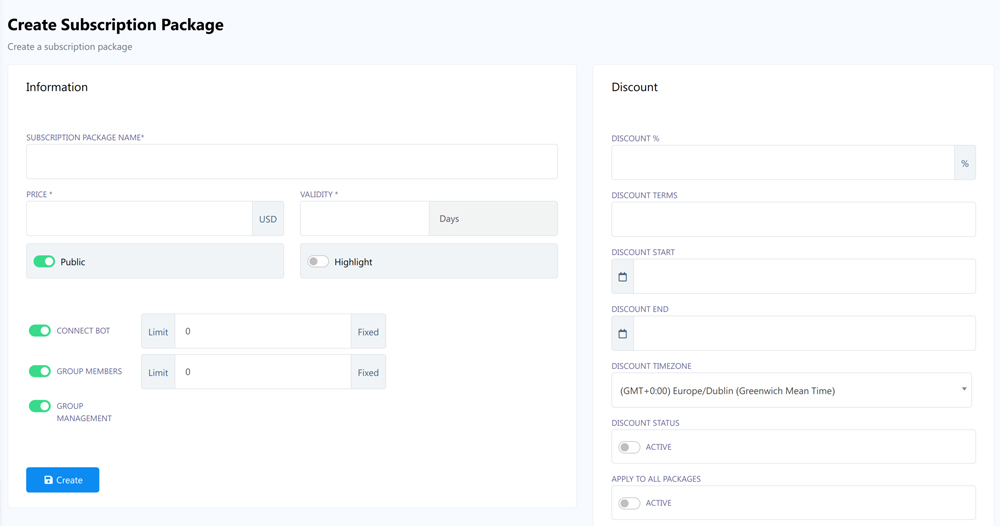 Create Subscription Package
Create a subscription package
Information
SUBSCRIPTION PACKAGE NAME*
PRICE *
USD
VALIDITY *
Days
Public
Highlight
CONNECT BOT
Limit
0
Fixed
GROUP MEMBERS
Limit
0
Fixed
GROUP
MANAGEMENT
Create
Discount
DISCOUNT %
%
DISCOUNT TERMS
DISCOUNT START
DISCOUNT END
DISCOUNT TIMEZONE
(GMT+0:00) Europe/Dublin (Greenwich Mean Time)
DISCOUNT STATUS
ACTIVE
APPLY TO ALL PACKAGES
ACTIVE